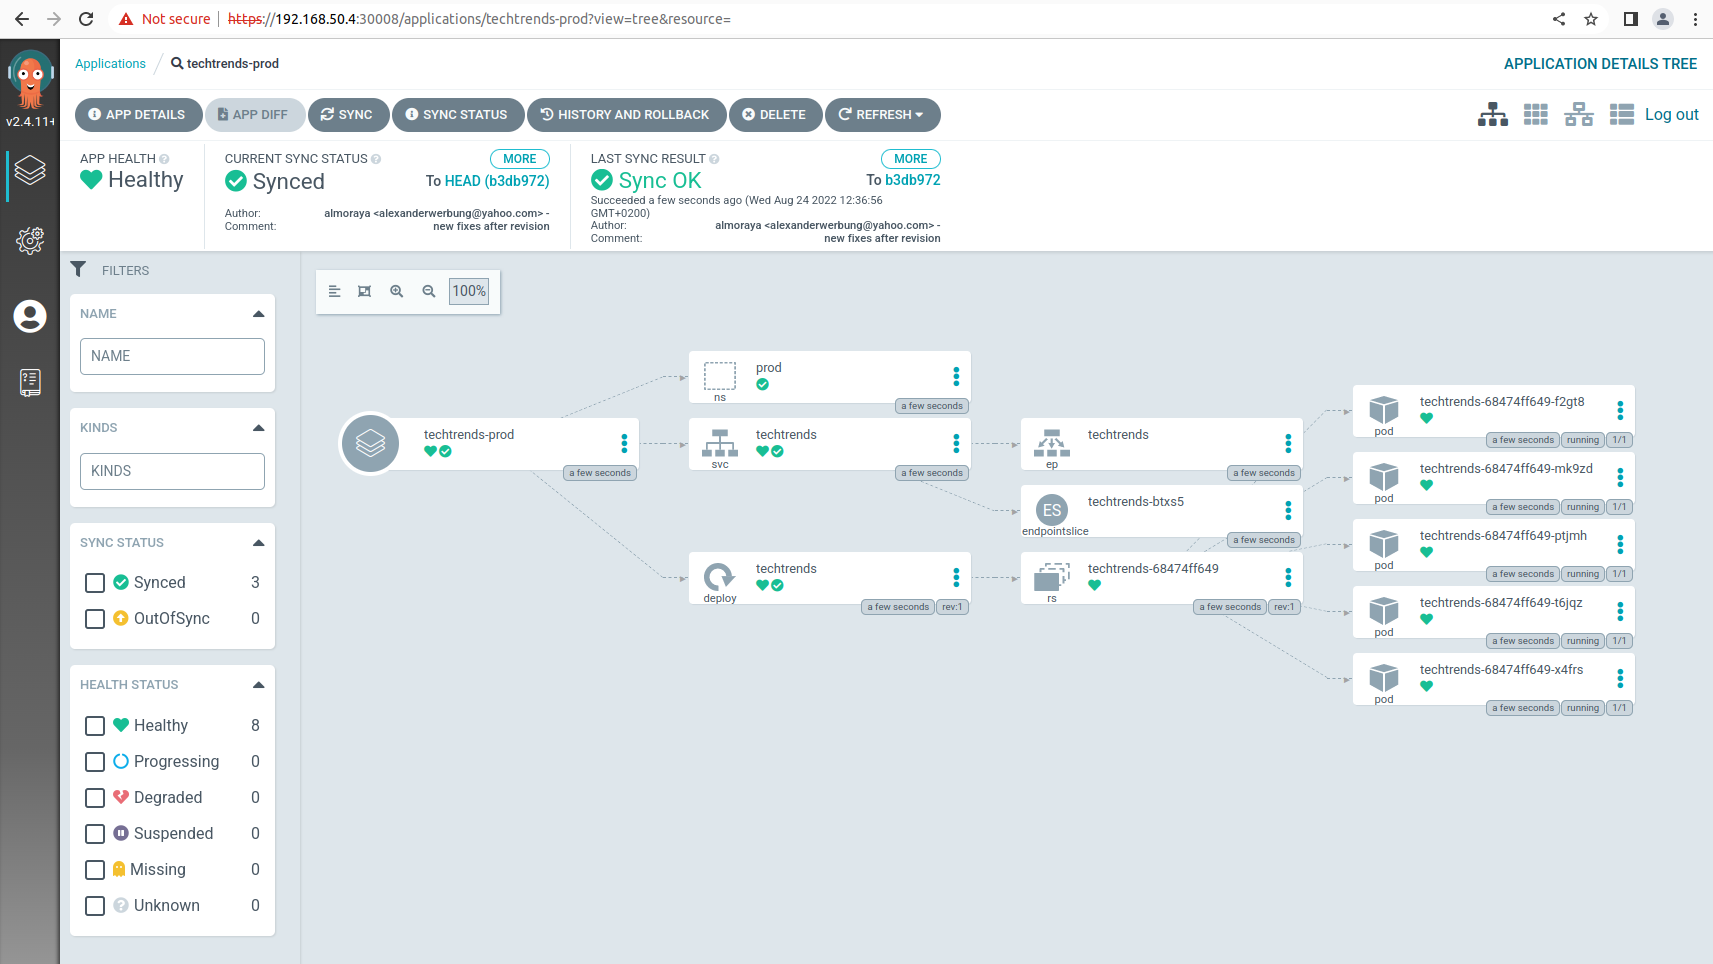 Not secure
https://192.168.50.4:30008/applications/techtrends-prod?view=tree&resource=
v2.4.11+
Applications / techtrends-prod
APPLICATION DETAILS TREE
APP DETAILS
APP DIFF
SYNC
SYNC STATUS
HISTORY AND ROLLBACK
DELETE
REFRESH
Log out
APP HEALTH
Healthy
CURRENT SYNC STATUS
MORE
Synced
To HEAD (b3db972)
Author: almoraya <alexanderwerbung@yahoo.com> -
Comment: new fixes after revision
LAST SYNC RESULT
MORE
Sync OK
To b3db972
Succeeded a few seconds ago (Wed Aug 24 2022 12:36:56
GMT+0200)
Author: almoraya <alexanderwerbung@yahoo.com> -
Comment: new fixes after revision
FILTERS
NAME
NAME
KINDS
KINDS
SYNC STATUS
Synced 3
OutOfSync 0
HEALTH STATUS
Healthy 8
Progressing 0
Degraded 0
Suspended 0
Missing 0
Unknown 0
100%
techtrends-prod
a few seconds
prod
ns
a few seconds
techtrends
svc
a few seconds
techtrends
deploy
a few seconds rev:1
techtrends
ep
a few seconds
techtrends-btxs5
ES
endpointslice
a few seconds
techtrends-68474ff649
rs
a few seconds rev:1
techtrends-68474ff649-f2gt8
pod
a few seconds running 1/1
techtrends-68474ff649-mk9zd
pod
a few seconds running 1/1
techtrends-68474ff649-ptjmh
pod
a few seconds running 1/1
techtrends-68474ff649-t6jqz
pod
a few seconds running 1/1
techtrends-68474ff649-x4frs
pod
a few seconds running 1/1